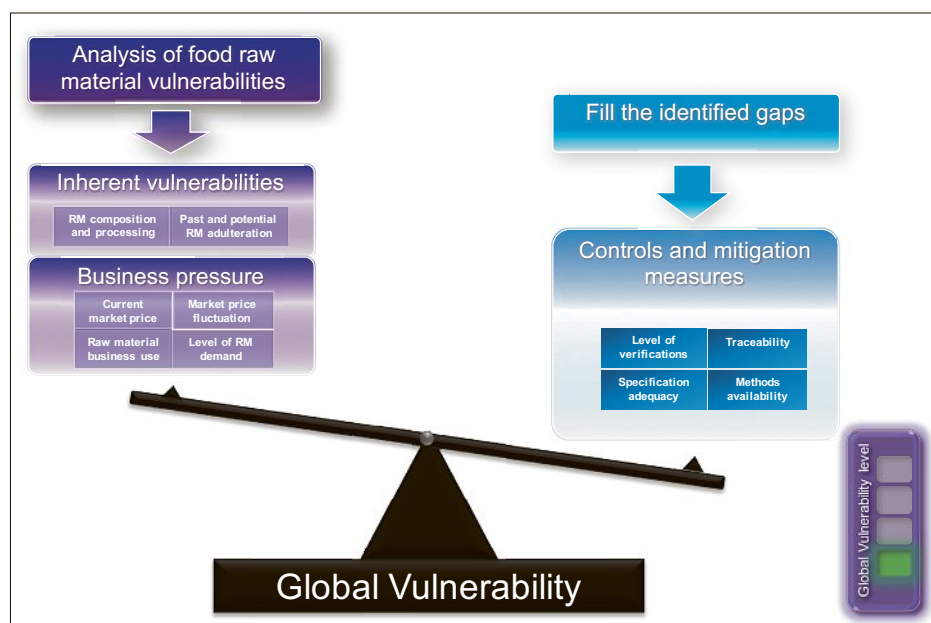 Analysis of food raw
material vulnerabilities
Inherent vulnerabilities
RM composition
and processing
Past and potential
RM adulteration
Business pressure
Current
market price
Market price
fluctuation
Raw material
business use
Level of RM
demand
Fill the identified gaps
Controls and mitigation
measures
Level of
verifications
Traceability
Specification
adequacy
Methods
availability
Global Vulnerability
Global Vulnerability level